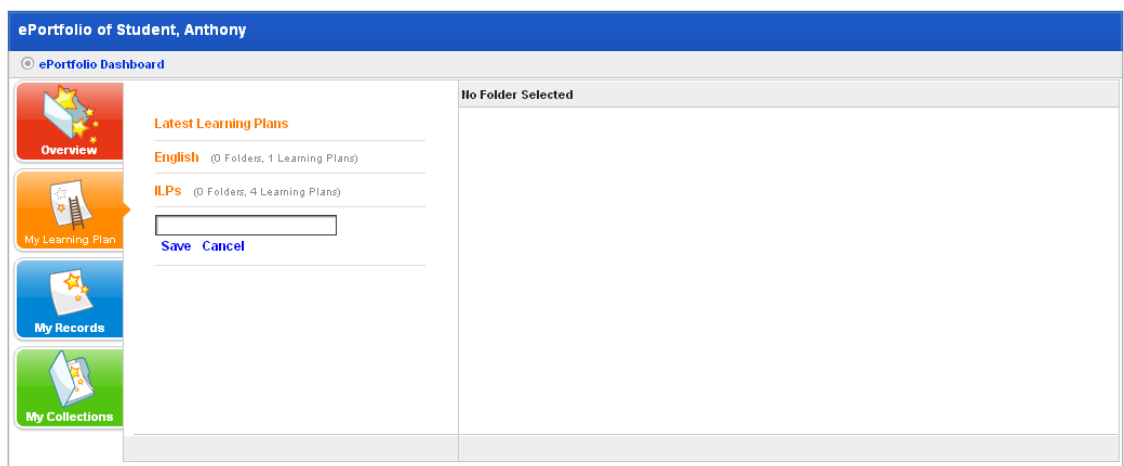 ePortfolio of Student, Anthony
ePortfolio Dashboard
Overview
My Learning Plan
My Records
My Collections
Latest Learning Plans
English (0 Folders, 1 Learning Plans)
ILPs (0 Folders, 4 Learning Plans)
Save Cancel
No Folder Selected